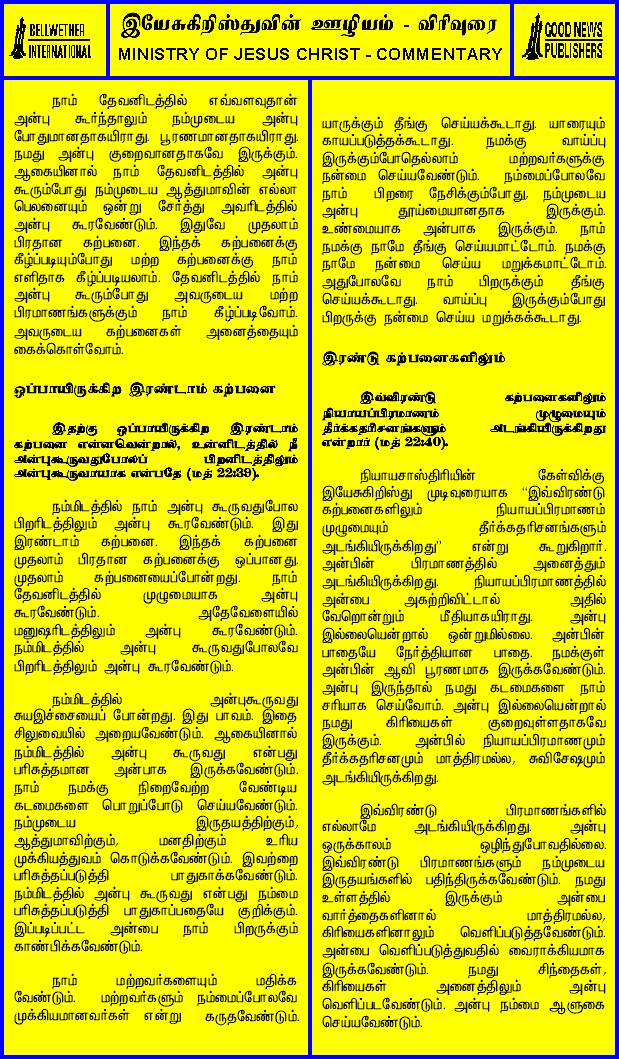 BELLWETHER
INTERNATIONAL
இயேசுகிறிஸ்துவின் ஊழியம் - விரிவுரை
MINISTRY OF JESUS CHRIST - COMMENTARY
GOOD NEWS
PUBLISHERS
நாம் தேவனிடத்தில் எவ்வளவுதான்
அன்பு கூர்ந்தாலும் நம்முடைய அன்பு
போதுமானதாகயிராது. பூரணமானதாகயிராது.
நமது அன்பு குறைவானதாகவே இருக்கும்.
ஆகையினால் நாம் தேவனிடத்தில் அன்பு
கூரும்போது நம்முடைய ஆத்துமாவின் எல்லா
பெலனையும் ஒன்று சேர்த்து அவரிடத்தில்
அன்பு கூரவேண்டும். இதுவே முதலாம்
பிரதான கற்பனை. இந்தக் கற்பனைக்கு
கீழ்ப்படியும்போது மற்ற கற்பனைக்கு நாம்
எளிதாக கீழ்ப்படியலாம். தேவனிடத்தில் நாம்
அன்பு கூரும்போது அவருடைய மற்ற
பிரமாணங்களுக்கும் நாம் கீழ்ப்படிவோம்.
அவருடைய கற்பனைகள் அனைத்தையும்
கைக்கொள்வோம்.
ஒப்பாயிருக்கிற இரண்டாம் கற்பனை
இதற்கு ஒப்பாயிருக்கிற இரண்டாம்
கற்பனை என்னவென்றால், உன்னிடத்தில் நீ
அன்புகூருவதுபோலப் பிறனிடத்திலும்
அன்புகூருவாயாக என்பதே (மத் 22:39).
நம்மிடத்தில் நாம் அன்பு கூருவதுபோல
பிறரிடத்திலும் அன்பு கூரவேண்டும். இது
இரண்டாம் கற்பனை. இந்தக் கற்பனை
முதலாம் பிரதான கற்பனைக்கு ஒப்பானது.
முதலாம் கற்பனையைப்போன்றது. நாம்
தேவனிடத்தில் முழுமையாக அன்பு
கூரவேண்டும். அதேவேளையில்
மனுஷரிடத்திலும் அன்பு கூரவேண்டும்.
நம்மிடத்தில் அன்பு கூருவதுபோலவே
பிறரிடத்திலும் அன்பு கூரவேண்டும்.
நம்மிடத்தில் அன்புகூருவது
சுயஇச்சையைப் போன்றது. இது பாவம். இதை
சிலுவையில் அறையவேண்டும். ஆகையினால்
நம்மிடத்தில் அன்பு கூருவது என்பது
பரிசுத்தமான அன்பாக இருக்கவேண்டும்.
நாம் நமக்கு நிறைவேற்ற வேண்டிய
கடமைகளை பொறுப்போடு செய்யவேண்டும்.
நம்முடைய இருதயத்திற்கும்,
ஆத்துமாவிற்கும், மனதிற்கும் உரிய
முக்கியத்துவம் கொடுக்கவேண்டும். இவற்றை
பரிசுத்தப்படுத்தி பாதுகாக்கவேண்டும்.
நம்மிடத்தில் அன்பு கூருவது என்பது நம்மை
பரிசுத்தப்படுத்தி பாதுகாப்பதையே குறிக்கும்.
இப்படிப்பட்ட அன்பை நாம் பிறருக்கும்
காண்பிக்கவேண்டும்.
நாம் மற்றவர்களையும் மதிக்க
வேண்டும். மற்றவர்களும் நம்மைப்போலவே
முக்கியமானவர்கள் என்று கருதவேண்டும்.
யாருக்கும் தீங்கு செய்யக்கூடாது. யாரையும்
காயப்படுத்தக்கூடாது. நமக்கு வாய்ப்பு
இருக்கும்போதெல்லாம் மற்றவர்களுக்கு
நன்மை செய்யவேண்டும். நம்மைப்போலவே
நாம் பிறரை நேசிக்கும்போது, நம்முடைய
அன்பு தூய்மையானதாக இருக்கும்.
உண்மையாக அன்பாக இருக்கும். நாம்
நமக்கு நாமே தீங்கு செய்யமாட்டோம். நமக்கு
நாமே நன்மை செய்ய மறுக்கமாட்டோம்.
அதுபோலவே நாம் பிறருக்கும் தீங்கு
செய்யக்கூடாது. வாய்ப்பு இருக்கும்போது
பிறருக்கு நன்மை செய்ய மறுக்கக்கூடாது.
இரண்டு கற்பனைகளிலும்
இவ்விரண்டு கற்பனைகளிலும்
நியாயப்பிரமாணம் முழுமையும்
தீர்க்கதரிசனங்களும் அடங்கியிருக்கிறது
என்றார் (மத் 22:40).
நியாயசாஸ்திரியின் கேள்விக்கு
இயேசுகிறிஸ்து முடிவுரையாக “இவ்விரண்டு
கற்பனைகளிலும் நியாயப்பிரமாணம்
முழுமையும் தீர்க்கதரிசனங்களும்
அடங்கியிருக்கிறது” என்று கூறுகிறார்.
அன்பின் பிரமாணத்தில் அனைத்தும்
அடங்கியிருக்கிறது. நியாயப்பிரமாணத்தில்
அன்பை அகற்றிவிட்டால் அதில்
வேறொன்றும் மீதியாகயிராது. அன்பு
இல்லையென்றால் ஒன்றுமில்லை. அன்பின்
பாதையே நேர்த்தியான பாதை. நமக்குள்
அன்பின் ஆவி பூரணமாக இருக்கவேண்டும்.
அன்பு இருந்தால் நமது கடமைகளை நாம்
சரியாக செய்வோம். அன்பு இல்லையென்றால்
நமது கிரியைகள் குறைவுள்ளதாகவே
இருக்கும். அன்பில் நியாயப்பிரமாணமும்
தீர்க்கதரிசனமும் மாத்திரமல்ல, சுவிசேஷமும்
அடங்கியிருக்கிறது.
இவ்விரண்டு பிரமாணங்களில்
எல்லாமே அடங்கியிருக்கிறது. அன்பு
ஒருக்காலம் ஒழிந்துபோவதில்லை.
இவ்விரண்டு பிரமாணங்களும் நம்முடைய
இருதயங்களில் பதிந்திருக்கவேண்டும். நமது
உள்ளத்தில் இருக்கும் அன்பை
வார்த்தைகளினால் மாத்திரமல்ல,
கிரியைகளினாலும் வெளிப்படுத்தவேண்டும்.
அன்பை வெளிப்படுத்துவதில் வைராக்கியமாக
இருக்கவேண்டும். நமது சிந்தைகள்,
கிரியைகள் அனைத்திலும் அன்பு
வெளிப்படவேண்டும். அன்பு நம்மை ஆளுகை
செய்யவேண்டும்.